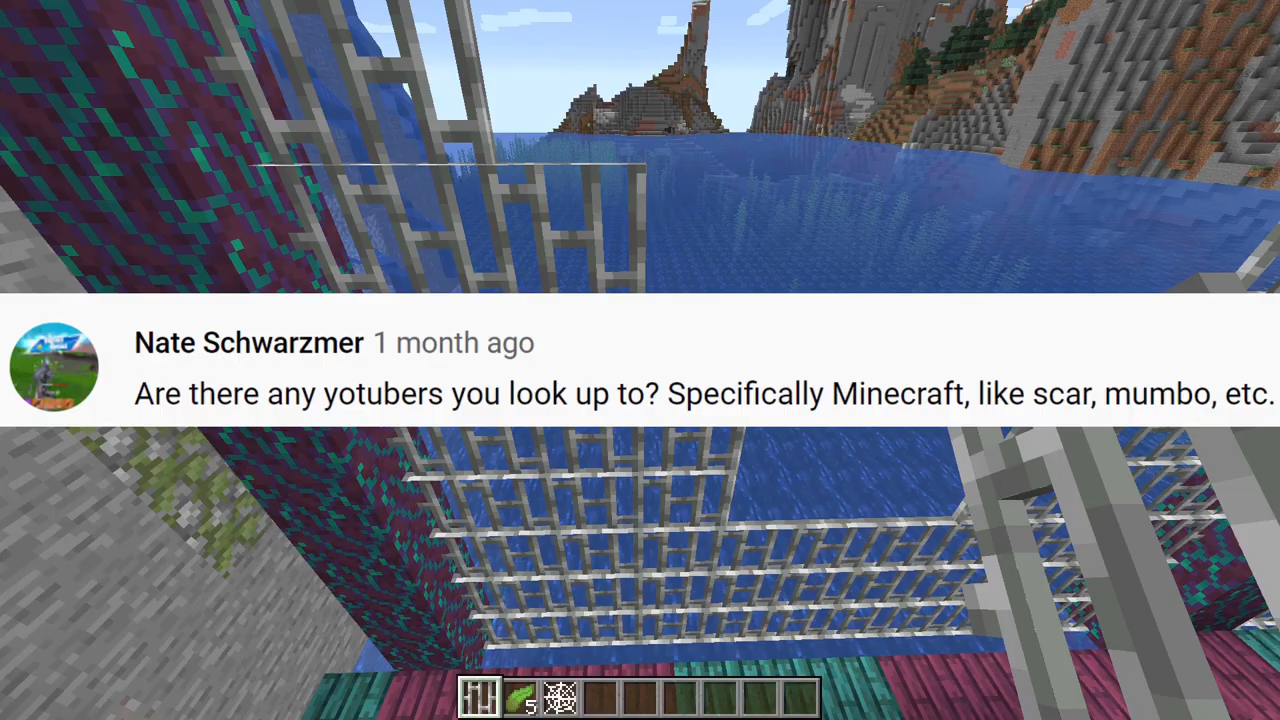 Nate Schwarzmer 1 month ago
Are there any yotubers you look up to? Specifically Minecraft, like scar, mumbo, etc.
5